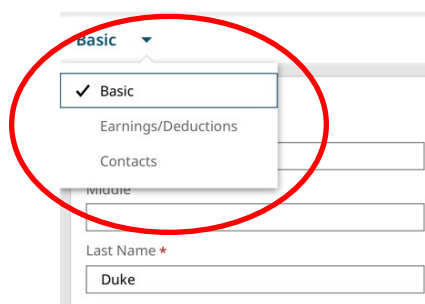 Basic
Basic
Earnings/Deductions
Contacts
Middle
Last Name *
Duke